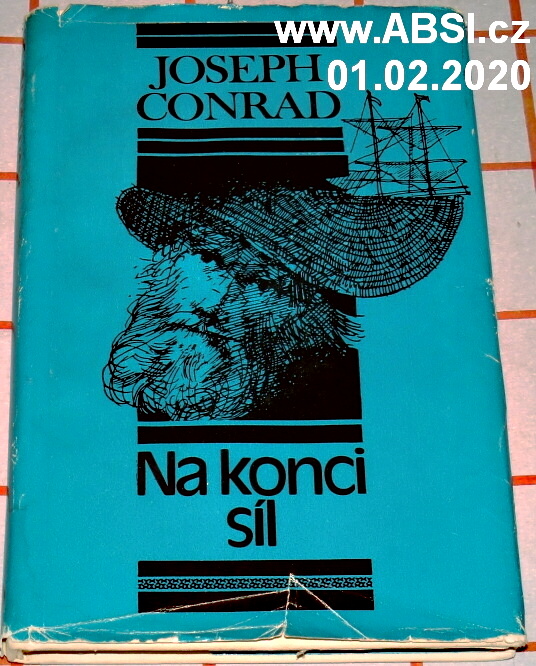 www.ABSI.cz
01.02.2020
JOSEPH
CONRAD
Na konci
síl